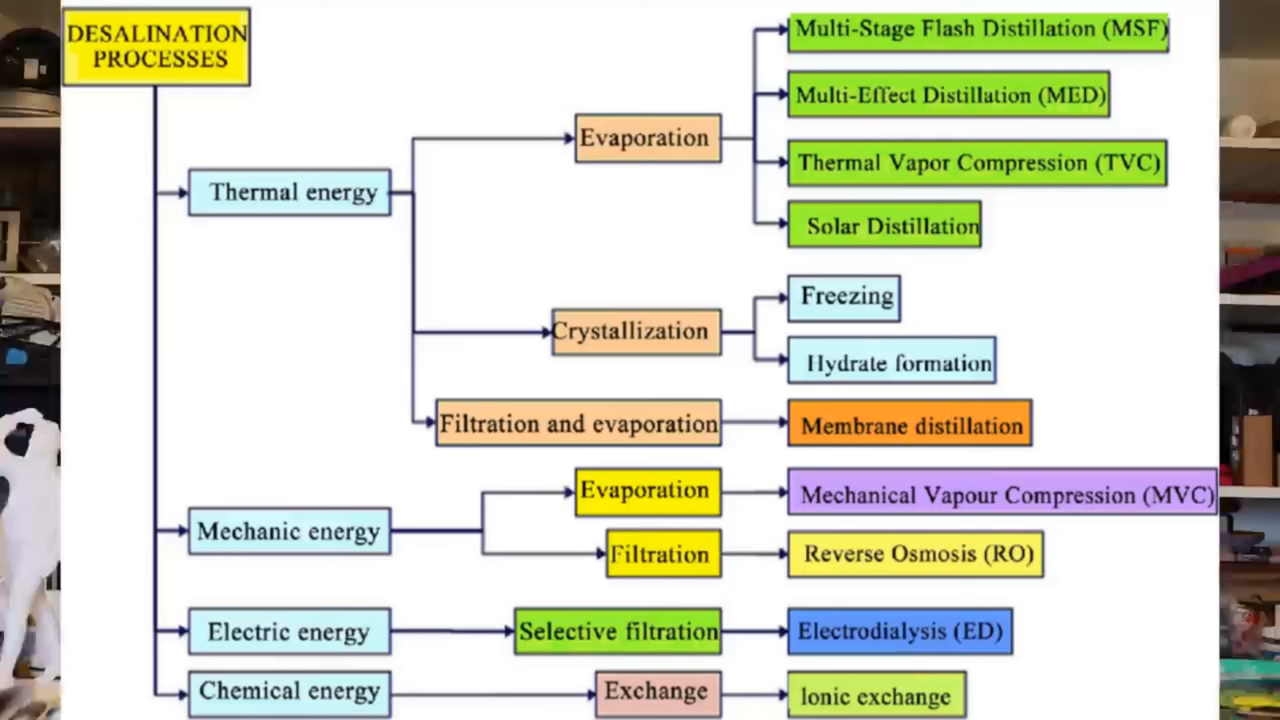 DESALINATION
PROCESSES
Thermal energy
Evaporation
Multi-Stage Flash Distillation (MSF)
Multi-Effect Distillation (MED)
Thermal Vapor Compression (TVC)
Solar Distillation
Crystallization
Freezing
Hydrate formation
Filtration and evaporation
Membrane distillation
Mechanic energy
Evaporation
Mechanical Vapour Compression (MVC)
Filtration
Reverse Osmosis (RO)
Electric energy
Selective filtration
Electrodialysis (ED)
Chemical energy
Exchange
Ionic exchange